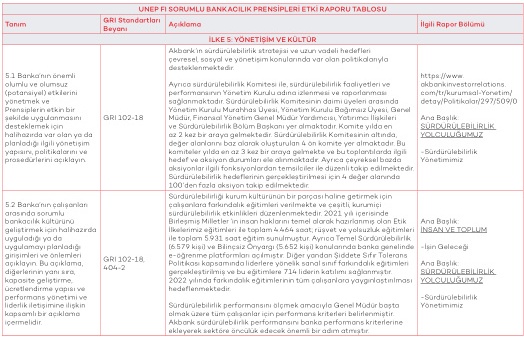 UNEP FI SORUMLU BANKACILIK PRENSİPLERİ ETKİ RAPORU TABLOSU
Tanım
GRI Standartları
Beyanı
Açıklama
İlgili Rapor Bölümü
İLKE 5: YÖNETİŞİM VE KÜLTÜR
5.1 Banka'nın önemli
olumlu ve olumsuz
(potansiyel) etkilerini
yönetmek ve
Prensiplerin etkin bir
şekilde uygulanmasını
desteklemek için
halihazırda var olan ya da
planladığı ilgili yönetişim
yapısını, politikalarını ve
prosedürlerini açıklayın.
GRI 102-18
Akbank'ın sürdürülebilirlik stratejisi ve uzun vadeli hedefleri
çevresel, sosyal ve yönetişim konularında var olan politikalarıyla
desteklenmektedir.
Ayrıca sürdürülebilirlik Komitesi ile, sürdürülebilirlik faaliyetleri ve
performansının Yönetim Kurulu adına izlenmesi ve raporlanması
sağlanmaktadır. Sürdürülebilirlik Komitesinin daimi üyeleri arasında
Yönetim Kurulu Murahhas Üyesi, Yönetim Kurulu Bağımsız Üyesi, Genel
Müdür, Finansal Yönetim Genel Müdür Yardımcısı, Yatırımcı İlişkileri
ve Sürdürülebilirlik Bölüm Başkanı yer almaktadır. Komite yılda en
az 2 kez bir araya gelmektedir. Sürdürülebilirlik Komitesinin altında,
değer alanlarını baz alarak oluşturulan 4 ön komite yer almaktadır. Bu
komiteler yılda en az 3 kez bir araya gelmekte ve bu toplantılarda ilgili
hedef ve aksiyon durumları ele alınmaktadır. Ayrıca çevresel bazda
aksiyonlar ilgili fonksiyonlardan temsilciler ile düzenli takip edilmektedir.
Sürdürülebilirlik hedeflerinin gerçekleştirilmesi için 4 değer alanında
100'den fazla aksiyon takip edilmektedir.
https://www.
akbankinvestorrelations.
com/tr/kurumsal-Yonetim/
detay/Politikalar/297/509/0
Ana Başlık:
SÜRDÜRÜLEBİLİRLİK
YOLCULUĞUMUZ
-Sürdürülebilirlik
Yönetimimiz
5.2 Banka'nın çalışanları
arasında sorumlu
bankacılık kültürünü
geliştirmek için halihazırda
uyguladığı ya da
uygulamayı planladığı
girişimleri ve önlemleri
açıklayın. Bu açıklama,
diğerlerinin yanı sıra,
kapasite geliştirme,
ücretlendirme yapısı ve
performans yönetimi ve
liderlik iletişimine ilişkin
kapsamlı bir açıklama
içermelidir.
GRI 102-18,
404-2
Sürdürülebilirliği kurum kültürünün bir parçası haline getirmek için
çalışanlara farkındalık eğitimleri verilmekte ve çeşitli, kurumiçi
sürdürülebilirlik etkinlikleri düzenlenmektedir. 2021 yılı içerisinde
Birleşmiş Milletler 'in insan haklarını temel alarak hazırlanmış olan Etik
İlkelerimiz eğitimi ile toplam 4.464 saat, rüşvet ve yolsuzluk eğitimleri
ile toplam 5.931 saat eğitim sunulmuştur. Ayrıca Temel Sürdürülebilirlik
(6.579 kişi) ve Bilinçsiz Önyargı (5.652 kişi) konularında banka genelinde
e-öğrenme platformları açılmıştır. Diğer yandan Şiddete Sıfır Tolerans
Politikası kapsamında liderlere yönelik sanal sınıf farkındalık eğitimleri
gerçekleştirilmiş ve bu eğitimlere 714 liderin katılımı sağlanmıştır.
2022 yılında farkındalık eğitimlerinin tüm çalışanlara yaygınlaştırılması
hedeflenmektedir.
Sürdürülebilirlik performansını ölçmek amacıyla Genel Müdür başta
olmak üzere tüm çalışanlar için performans kriterleri belirlenmiştir.
Akbank sürdürülebilirlik performansını banka performans kriterlerine
ekleyerek sektöre öncülük edecek önemli bir adım atmıştır.
Ana Başlık:
İNSAN VE TOPLUM
-İşin Geleceği
Ana Başlık:
SÜRDÜRÜLEBİLİRLİK
YOLCULUĞUMUZ
-Sürdürülebilirlik
Yönetimimiz